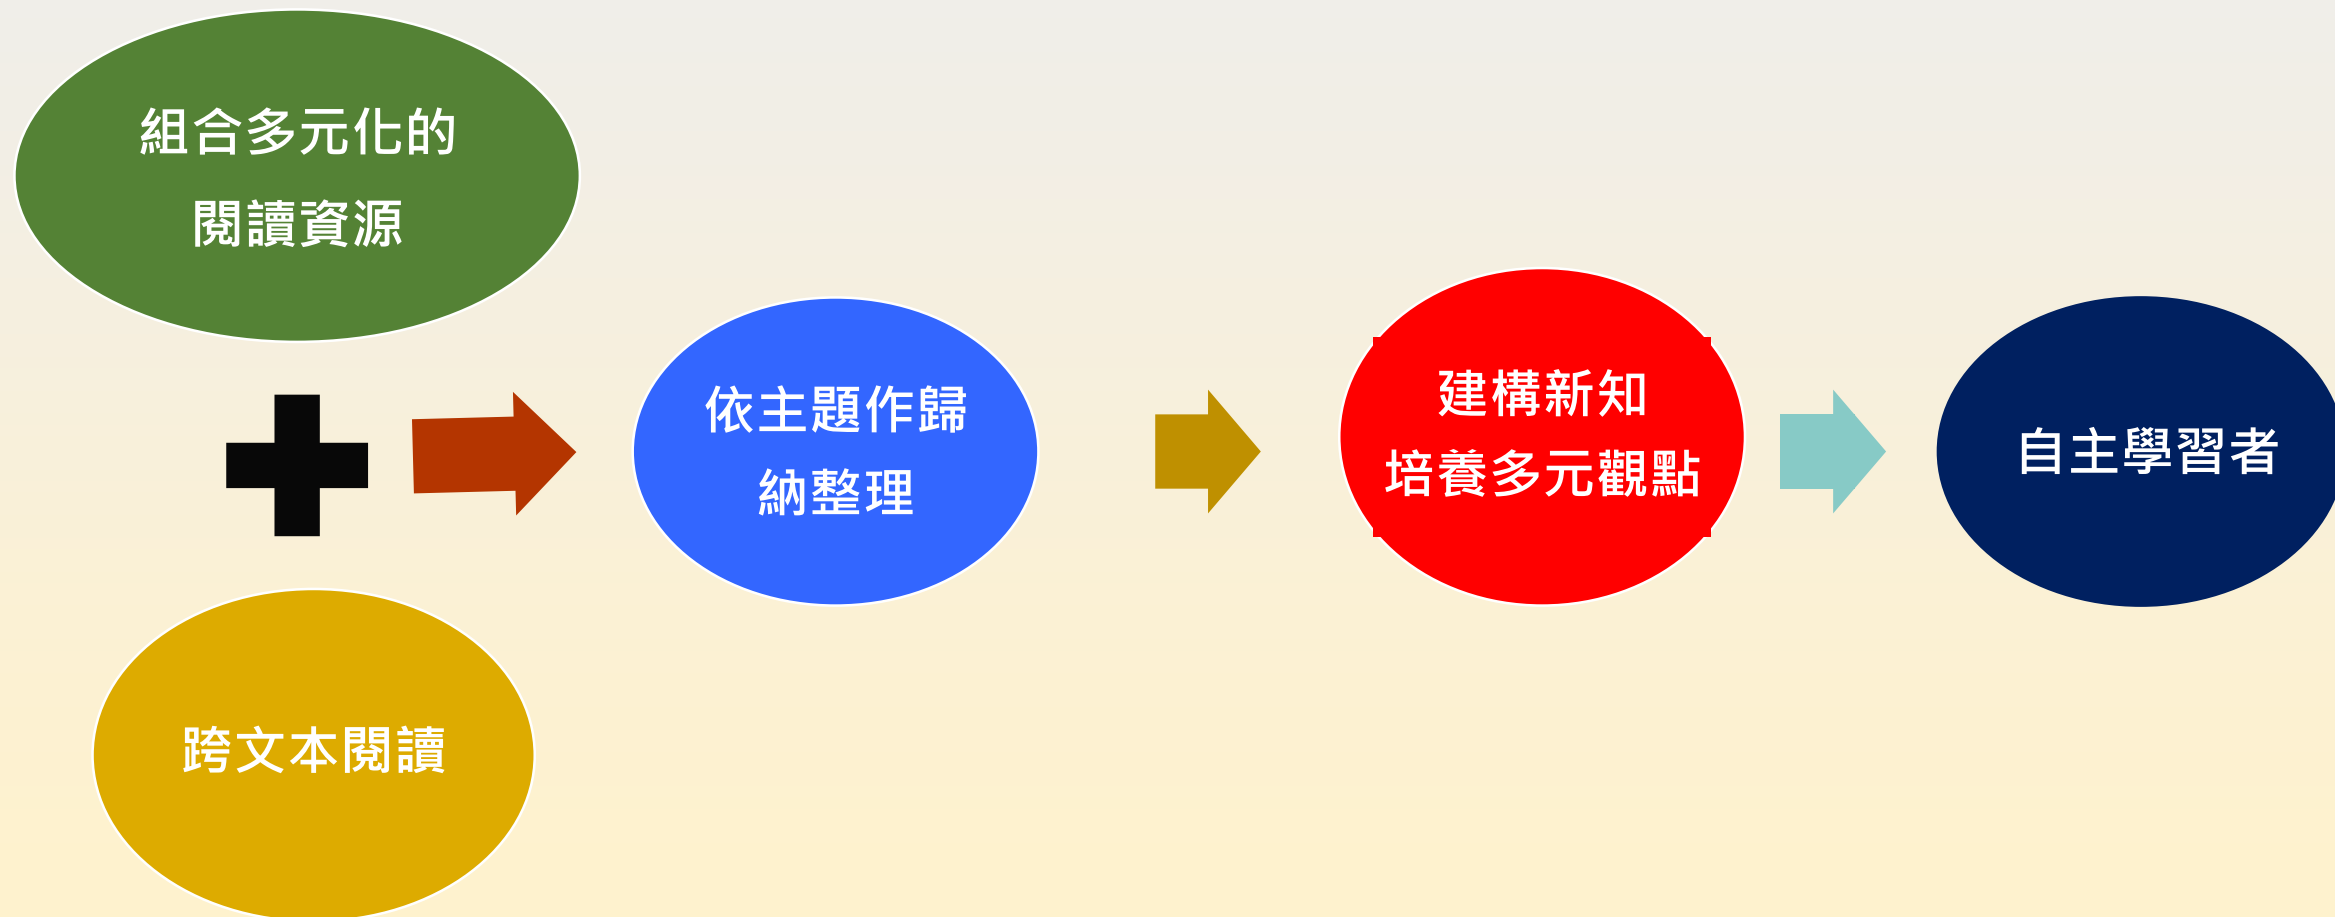 組合多元化的
閱讀資源
跨文本閱讀
依主題作歸
納整理
建構新知
培養多元觀點
自主學習者